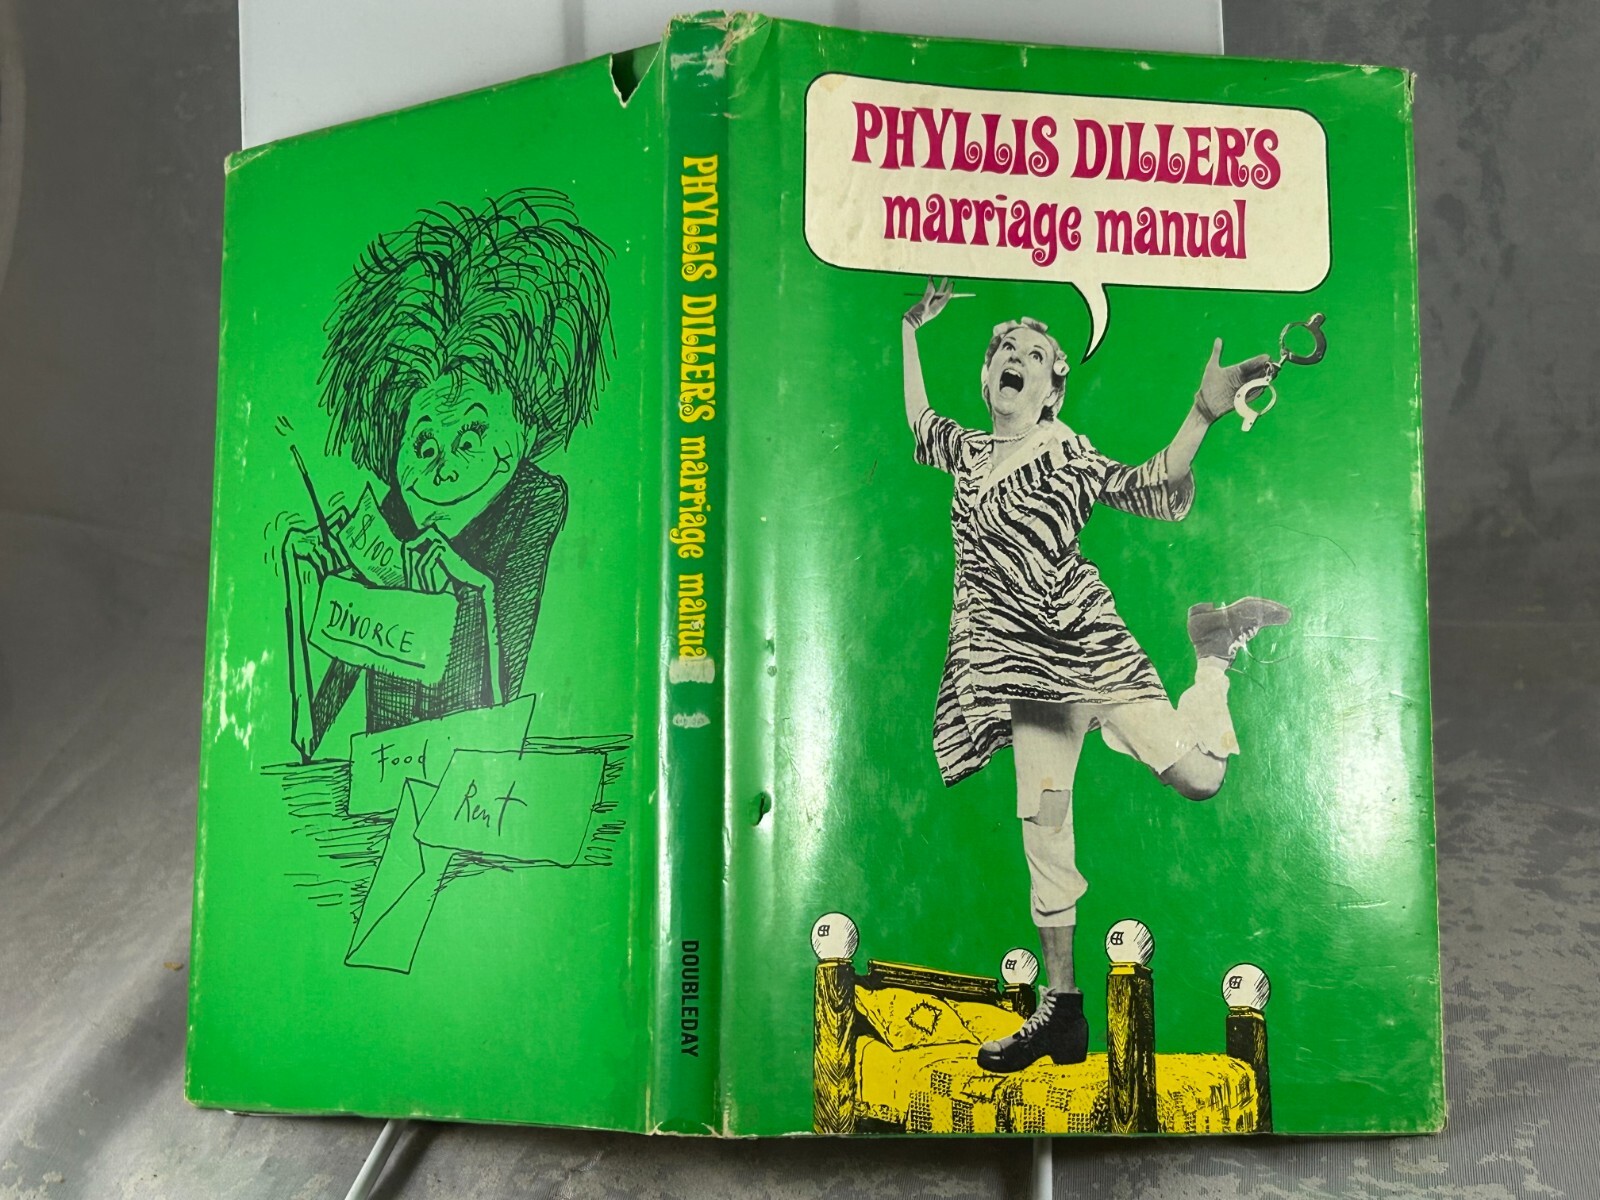 PHYLLIS DILLER'S
marriage manual
PHYLLIS DILLER'S marriage manual
DOUBLEDAY
$100
DIVORCE
Food
Rent